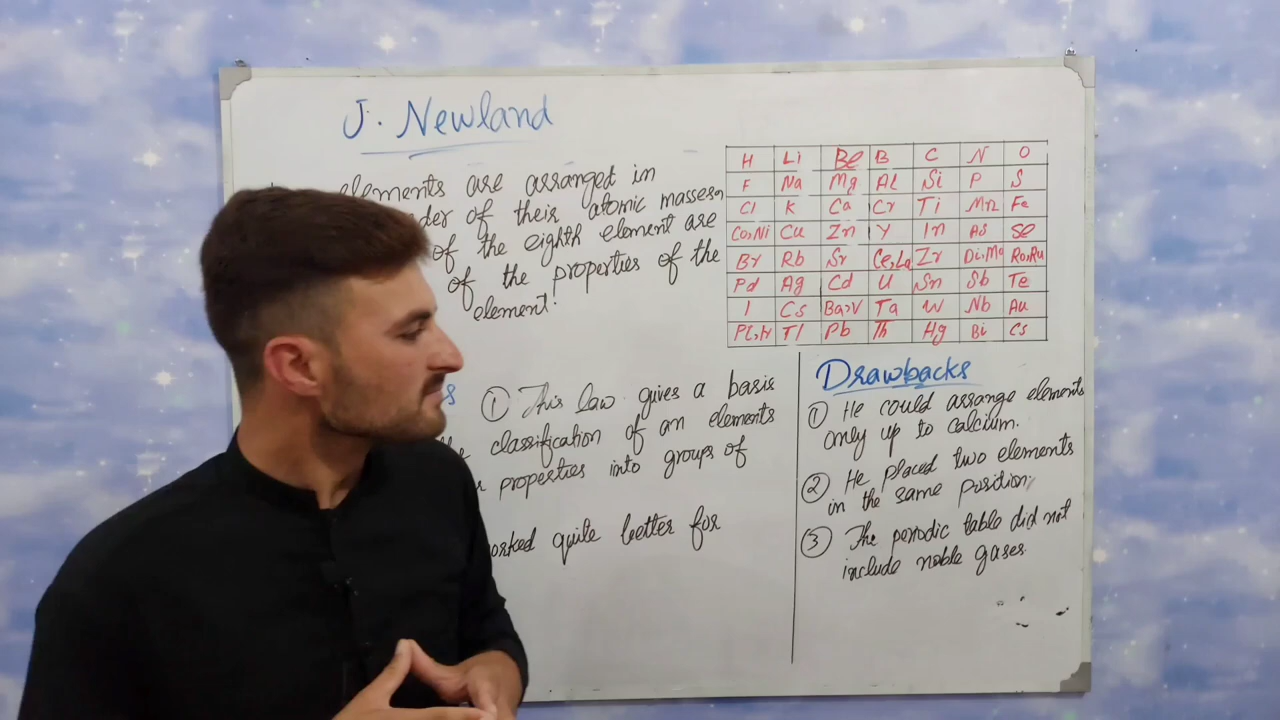 J. Newland
elements are arranged in
of their atomic masses,
of the eighth element are
of the properties of the
element.
H Li Be B C N O
F Na Mg Al Si P S
Cl K Ca Cr Ti Mn Fe
Co,Ni Cu Zn Y In As Se
Br Rb Sr Ce,La Zr Di,Mo Ro,Ru
Pd Ag Cd U Sn Sb Te
I Cs Ba,V Ta W Nb Au
Pt,Ir Tl Pb Th Hg Bi Cs
① This law gives a basis
classification of an elements
properties into groups of
quite better for
Drawbacks
① He could arrange elements
only up to calcium.
② He placed two elements
in the same position,
③ The periodic table did not
include noble gases.